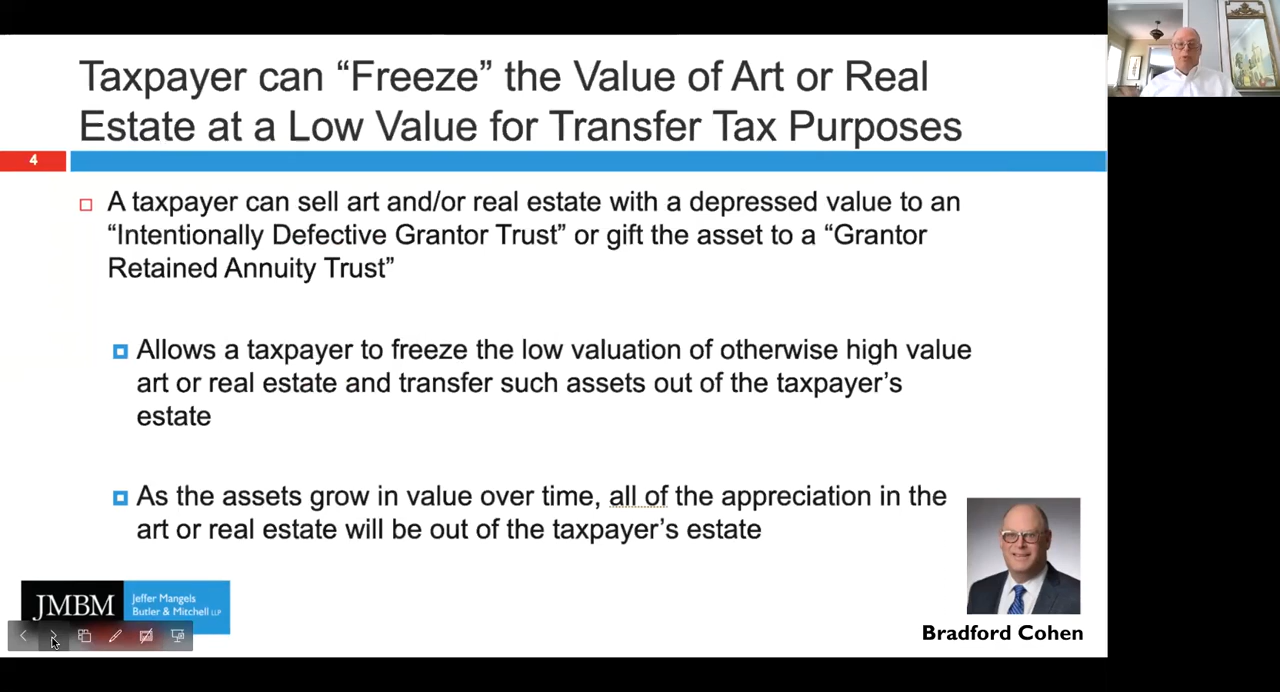 Taxpayer can “Freeze” the Value of Art or Real
Estate at a Low Value for Transfer Tax Purposes
4
A taxpayer can sell art and/or real estate with a depressed value to an
“Intentionally Defective Grantor Trust” or gift the asset to a “Grantor
Retained Annuity Trust”
Allows a taxpayer to freeze the low valuation of otherwise high value
art or real estate and transfer such assets out of the taxpayer’s
estate
As the assets grow in value over time, all of the appreciation in the
art or real estate will be out of the taxpayer’s estate
JMBM
Jeffer Mangels
Butler & Mitchell LLP
Bradford Cohen